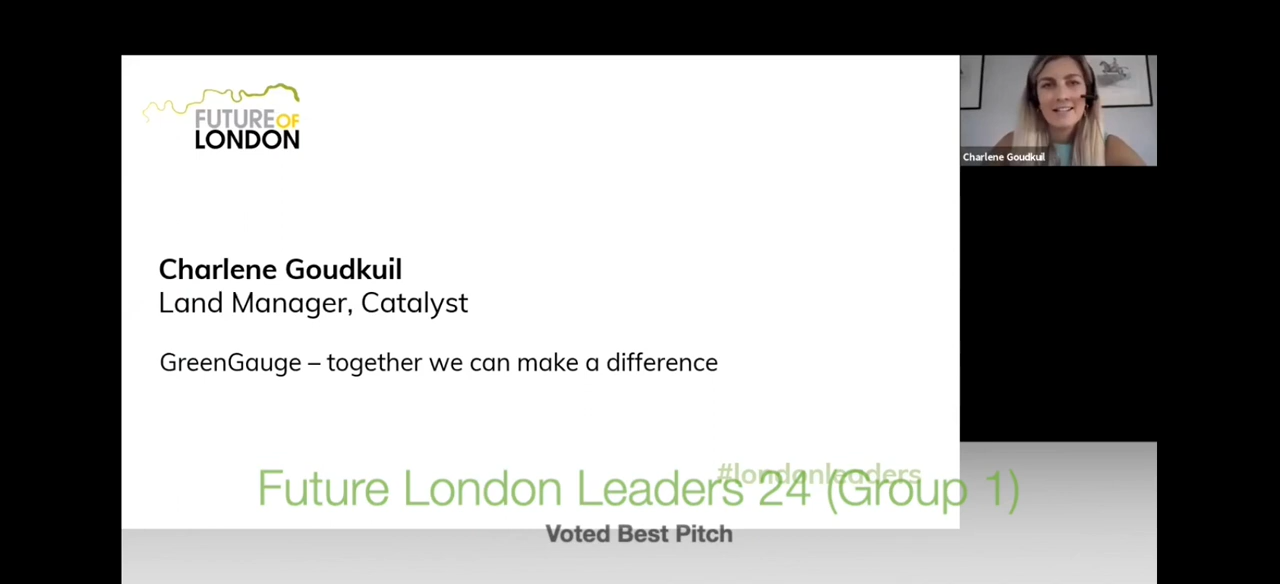 FUTURE OF
LONDON
Charlene Goudkuil
Charlene Goudkuil
Land Manager, Catalyst
GreenGauge – together we can make a difference
#londonleaders
Future London Leaders 24 (Group 1)
Voted Best Pitch